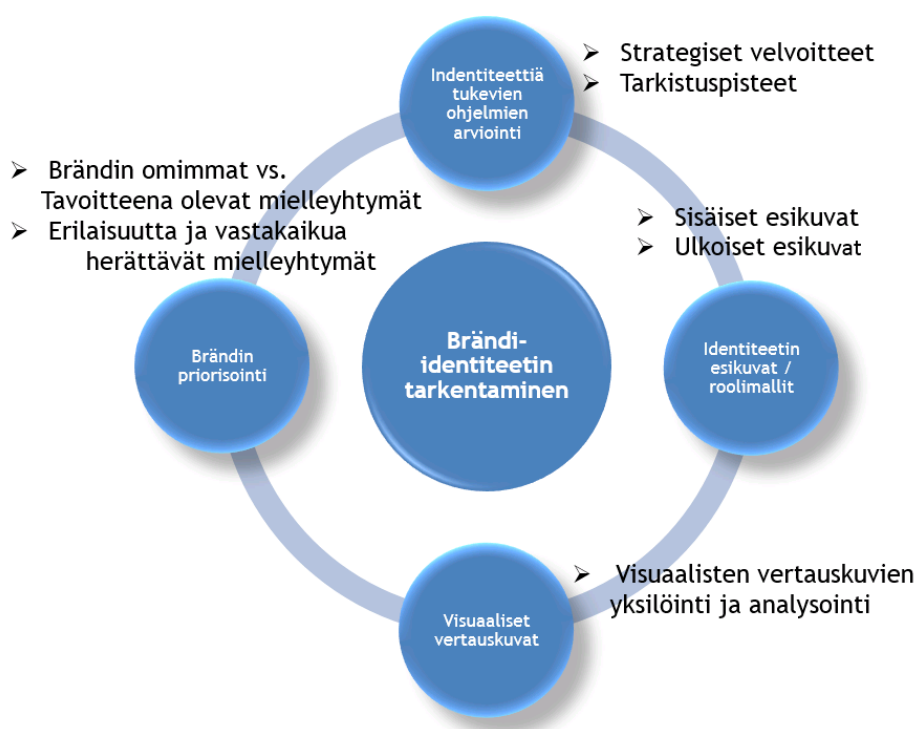 Indentiteettiä
tukevien
ohjelmien
arviointi
➢ Strategiset velvoitteet
➢ Tarkistuspisteet
➢ Brändin omimmat vs.
Tavoitteena olevat mielleyhtymät
➢ Erilaisuutta ja vastakaikua
herättävät mielleyhtymät
➢ Sisäiset esikuvat
➢ Ulkoiset esikuvat
Brändin
priorisointi
Brändi-
identiteetin
tarkentaminen
Identiteetin
esikuvat /
roolimallit
➢ Visuaalisten vertauskuvien
yksilöinti ja analysointi
Visuaaliset
vertauskuvat